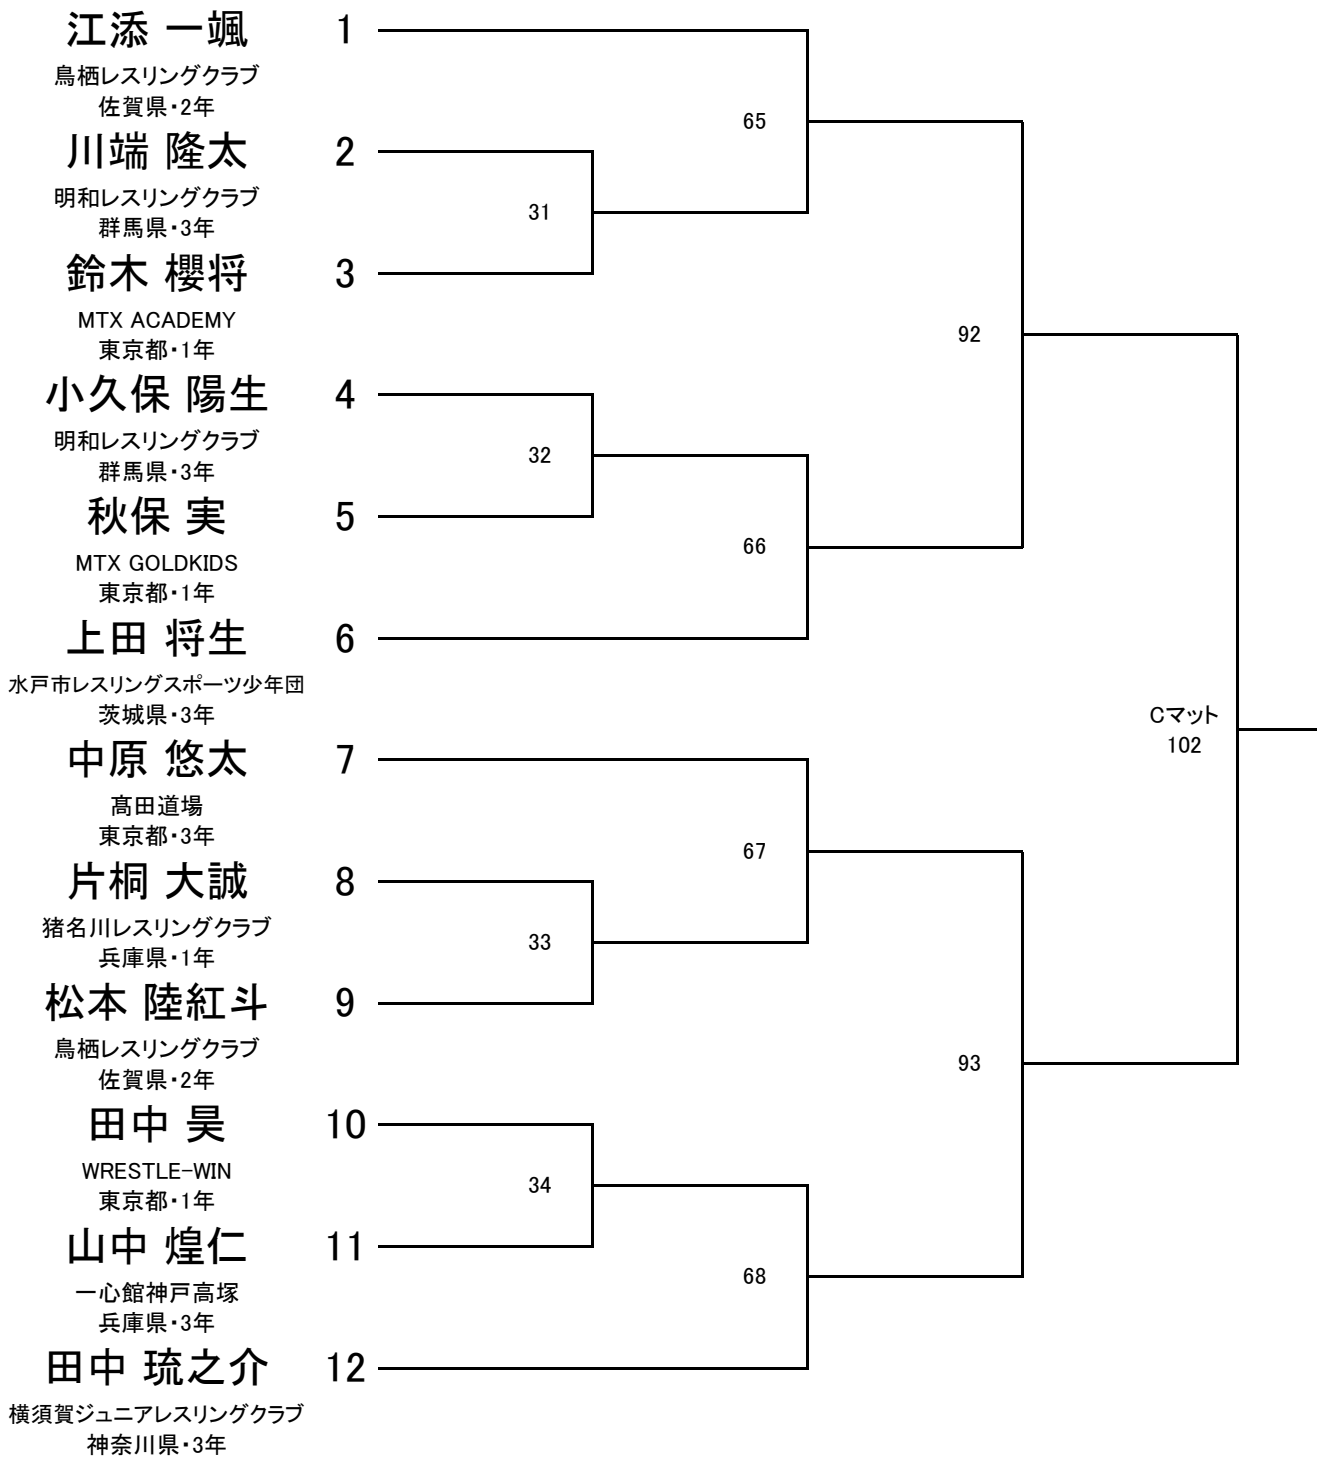 江添 一颯 1
鳥栖レスリングクラブ
佐賀県・2年
65
川端 隆太 2
明和レスリングクラブ
群馬県・3年
31
鈴木 櫻将 3
MTX ACADEMY
東京都・1年
92
小久保 陽生 4
明和レスリングクラブ
群馬県・3年
32
秋保 実 5
MTX GOLDKIDS
東京都・1年
66
上田 将生 6
水戸市レスリングスポーツ少年団
茨城県・3年
Cマット
102
中原 悠太 7
髙田道場
東京都・3年
67
片桐 大誠 8
猪名川レスリングクラブ
兵庫県・1年
33
松本 陸紅斗 9
鳥栖レスリングクラブ
佐賀県・2年
93
田中 昊 10
WRESTLE-WIN
東京都・1年
34
山中 煌仁 11
一心館神戸高塚
兵庫県・3年
68
田中 琉之介 12
横須賀ジュニアレスリングクラブ
神奈川県・3年